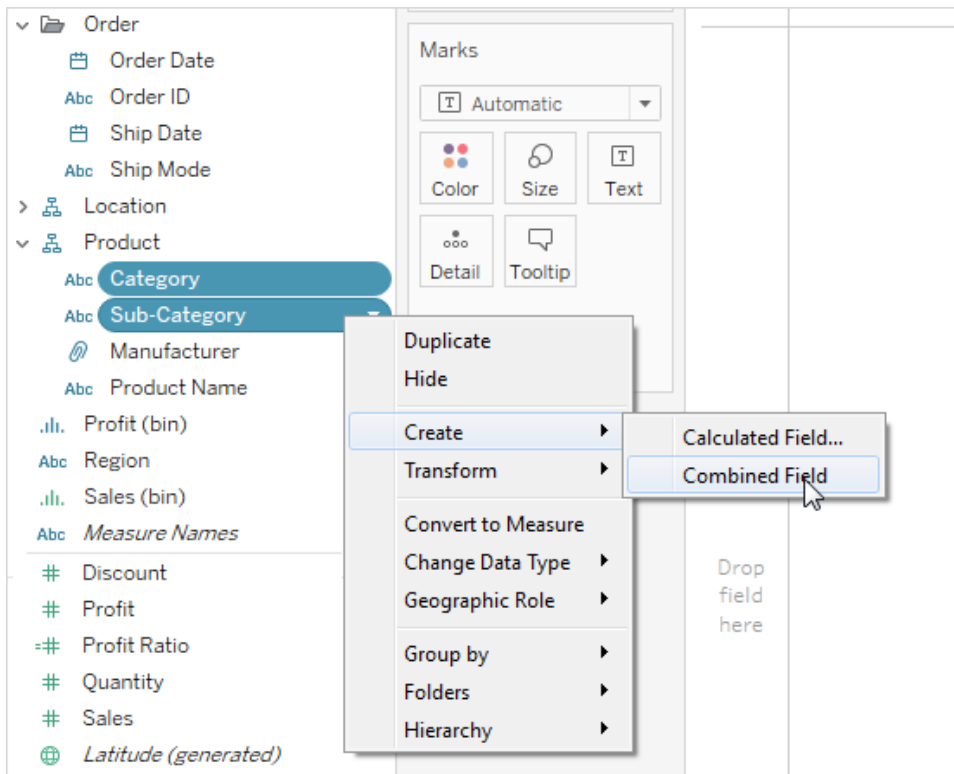 Order
Order Date
Abc Order ID
Ship Date
Abc Ship Mode
Location
Product
Abc Category
Abc Sub-Category
Manufacturer
Abc Product Name
Profit (bin)
Abc Region
Sales (bin)
Abc Measure Names
# Discount
# Profit
=# Profit Ratio
# Quantity
# Sales
Latitude (generated)
Marks
T Automatic
Color
Size
T
Text
Detail
Tooltip
Duplicate
Hide
Create
Transform
Convert to Measure
Change Data Type
Geographic Role
Group by
Folders
Hierarchy
Calculated Field...
Combined Field
Drop
field
here